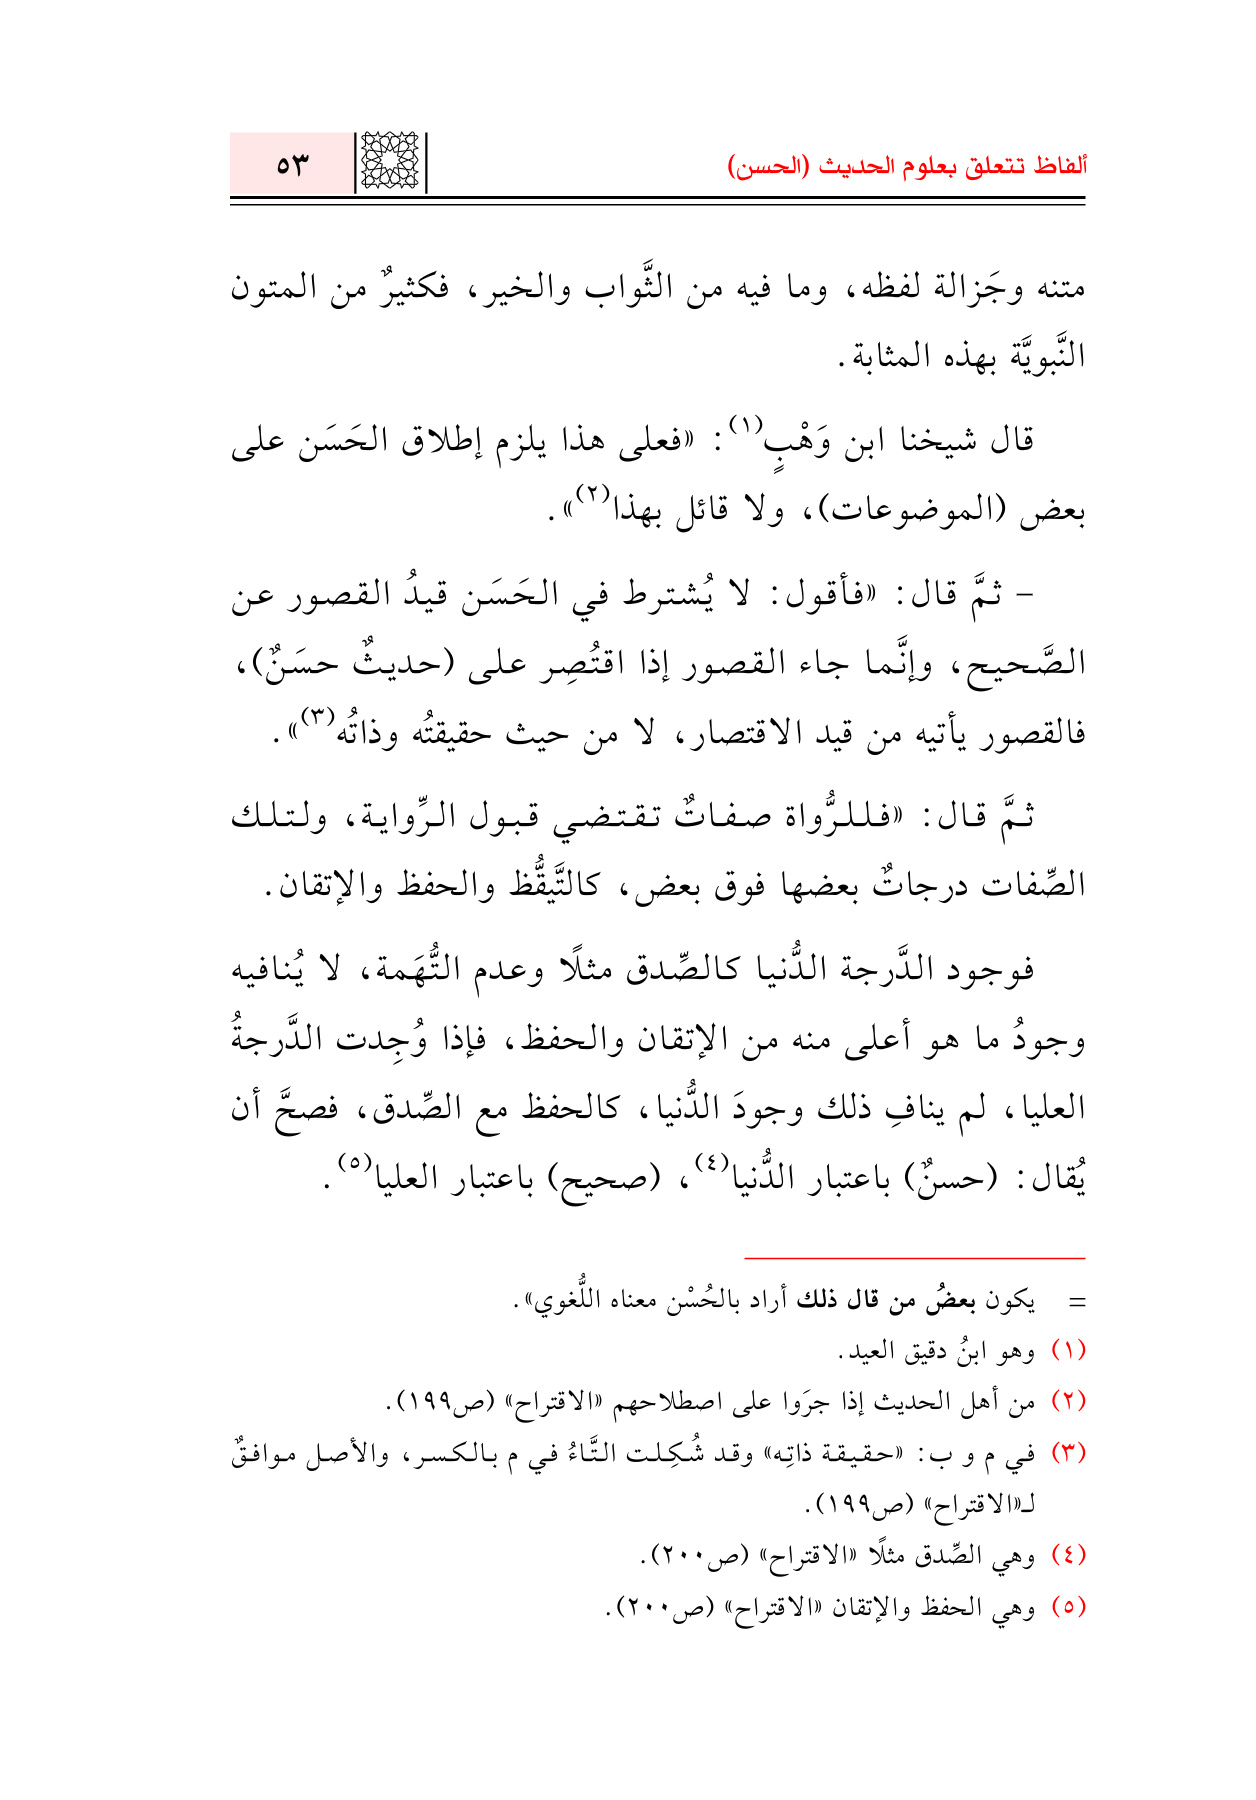 ألفاظ تتعلق بعلوم الحديث (الحسن)
٥٣
متنه وجَزالة لفظه، وما فيه من الثَّواب والخير، فكثيرٌ من المتون
النَّبويَّة بهذه المثابة.
قال شيخنا ابن وَهْبٍ(١): «فعلى هذا يلزم إطلاق الحَسَن على
بعض (الموضوعات)، ولا قائل بهذا(٢)».
- ثمَّ قال: «فأقول: لا يُشترط في الحَسَن قيدُ القصور عن
الصَّحيح، وإنَّما جاء القصور إذا اقتُصِر على (حديثٌ حسَنٌ)،
فالقصور يأتيه من قيد الاقتصار، لا من حيث حقيقتُه وذاتُه(٣)».
ثمَّ قال: «فللرُّواة صفاتٌ تقتضي قبول الرِّواية، ولتلك
الصِّفات درجاتٌ بعضها فوق بعض، كالتَّيقُّظ والحفظ والإتقان.
فوجود الدَّرجة الدُّنيا كالصِّدق مثلًا وعدم التُّهَمة، لا يُنافيه
وجودُ ما هو أعلى منه من الإتقان والحفظ، فإذا وُجِدت الدَّرجةُ
العليا، لم ينافِ ذلك وجودَ الدُّنيا، كالحفظ مع الصِّدق، فصحَّ أن
يُقال: (حسنٌ) باعتبار الدُّنيا(٤)، (صحيح) باعتبار العليا(٥).
= يكون بعضُ من قال ذلك أراد بالحُسْن معناه اللُّغوي».
(١) وهو ابنُ دقيق العيد.
(٢) من أهل الحديث إذا جرَوا على اصطلاحهم «الاقتراح» (ص١٩٩).
(٣) في م و ب: «حقيقة ذاتِه» وقد شُكِلت التَّاءُ في م بالكسر، والأصل موافقٌ
لـ«الاقتراح» (ص١٩٩).
(٤) وهي الصِّدق مثلًا «الاقتراح» (ص٢٠٠).
(٥) وهي الحفظ والإتقان «الاقتراح» (ص٢٠٠).